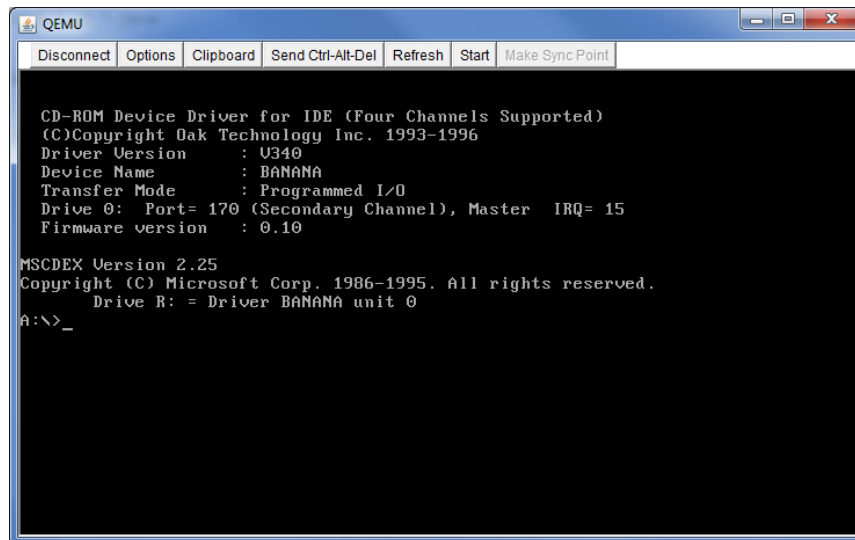 QEMU
Disconnect Options Clipboard Send Ctrl-Alt-Del Refresh Start Make Sync Point
CD-ROM Device Driver for IDE (Four Channels Supported)
(C)Copyright Oak Technology Inc. 1993-1996
Driver Version : V340
Device Name : BANANA
Transfer Mode : Programmed I/O
Drive 0: Port= 170 (Secondary Channel), Master IRQ= 15
Firmware version : 0.10
MSCDEX Version 2.25
Copyright (C) Microsoft Corp. 1986-1995. All rights reserved.
Drive R: = Driver BANANA unit 0
A:\>_